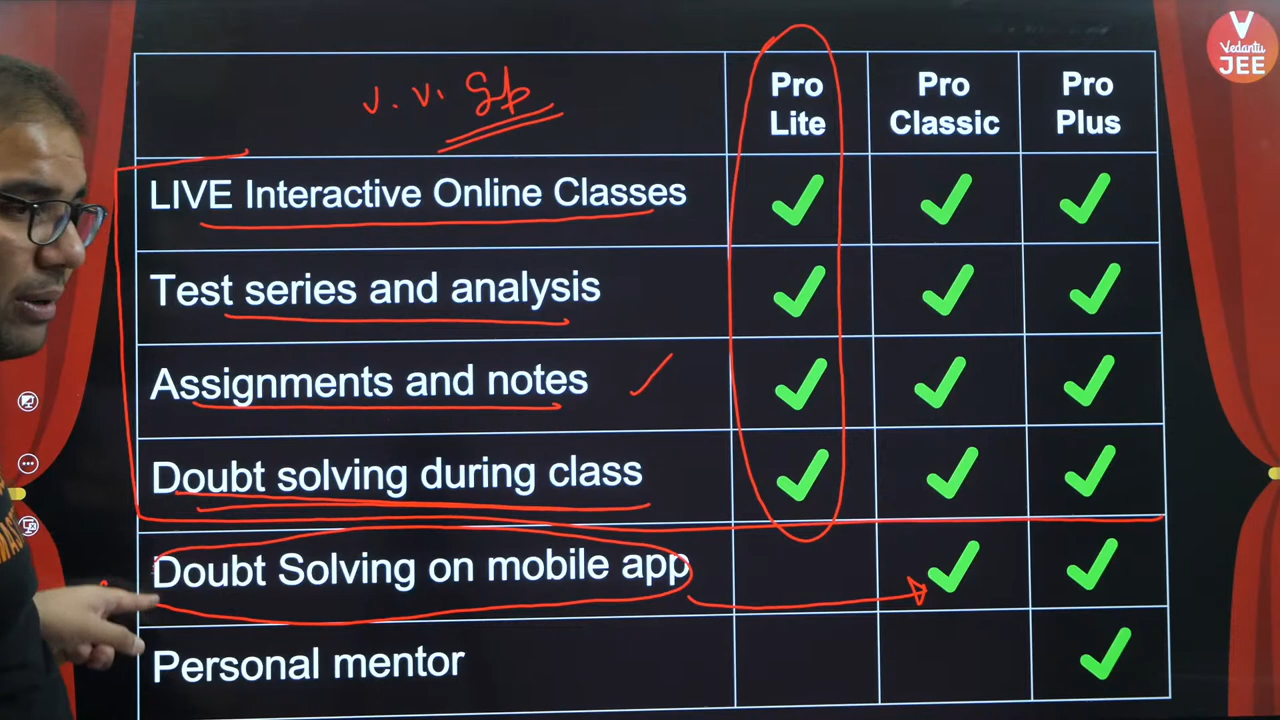 V
Vedantu
JEE
v. v. Imp
Pro
Lite
Pro
Classic
Pro
Plus
LIVE Interactive Online Classes
Test series and analysis
Assignments and notes
Doubt solving during class
Doubt Solving on mobile app
Personal mentor